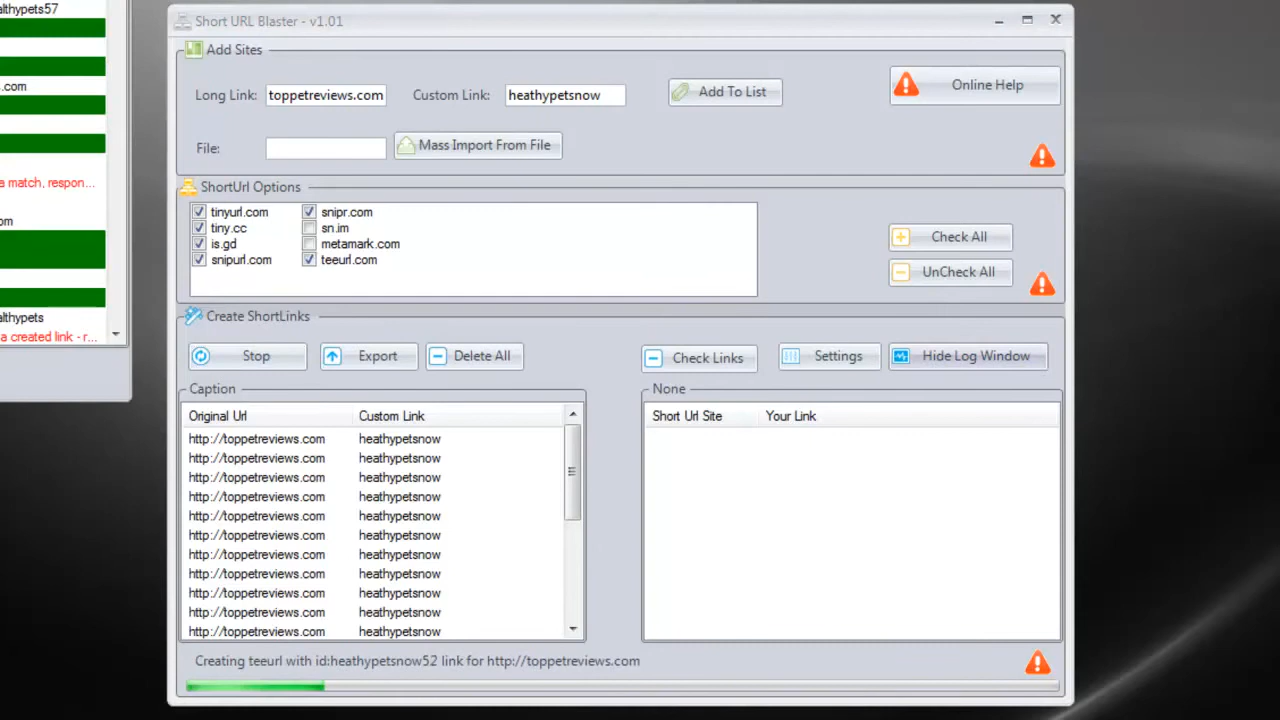 lthypets57
s.com
a match, respon...
om
althypets
a created link - r...
Short URL Blaster - v1.01
Add Sites
Long Link: toppetreviews.com Custom Link: heathypetsnow Add To List Online Help
File: Mass Import From File
ShortUrl Options
tinyurl.com snipr.com
tiny.cc sn.im
is.gd metamark.com
snipurl.com teeurl.com
Check All
UnCheck All
Create ShortLinks
Stop Export Delete All Check Links Settings Hide Log Window
Caption None
Original Url Custom Link Short Url Site Your Link
http://toppetreviews.com heathypetsnow
http://toppetreviews.com heathypetsnow
http://toppetreviews.com heathypetsnow
http://toppetreviews.com heathypetsnow
http://toppetreviews.com heathypetsnow
http://toppetreviews.com heathypetsnow
http://toppetreviews.com heathypetsnow
http://toppetreviews.com heathypetsnow
http://toppetreviews.com heathypetsnow
http://toppetreviews.com heathypetsnow
http://toppetreviews.com heathypetsnow
Creating teeurl with id:heathypetsnow52 link for http://toppetreviews.com